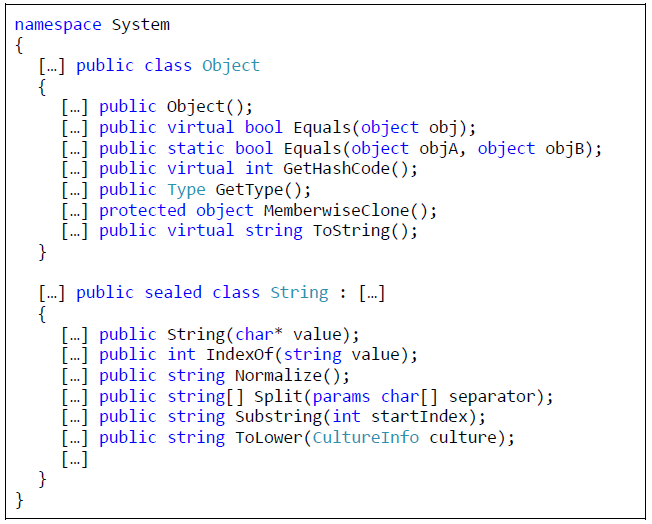 namespace System
{
[…] public class Object
{
[…] public Object();
[…] public virtual bool Equals(object obj);
[…] public static bool Equals(object objA, object objB);
[…] public virtual int GetHashCode();
[…] public Type GetType();
[…] protected object MemberwiseClone();
[…] public virtual string ToString();
}
[…] public sealed class String : […]
{
[…] public String(char* value);
[…] public int IndexOf(string value);
[…] public string Normalize();
[…] public string[] Split(params char[] separator);
[…] public string Substring(int startIndex);
[…] public string ToLower(CultureInfo culture);
[…]
}
}